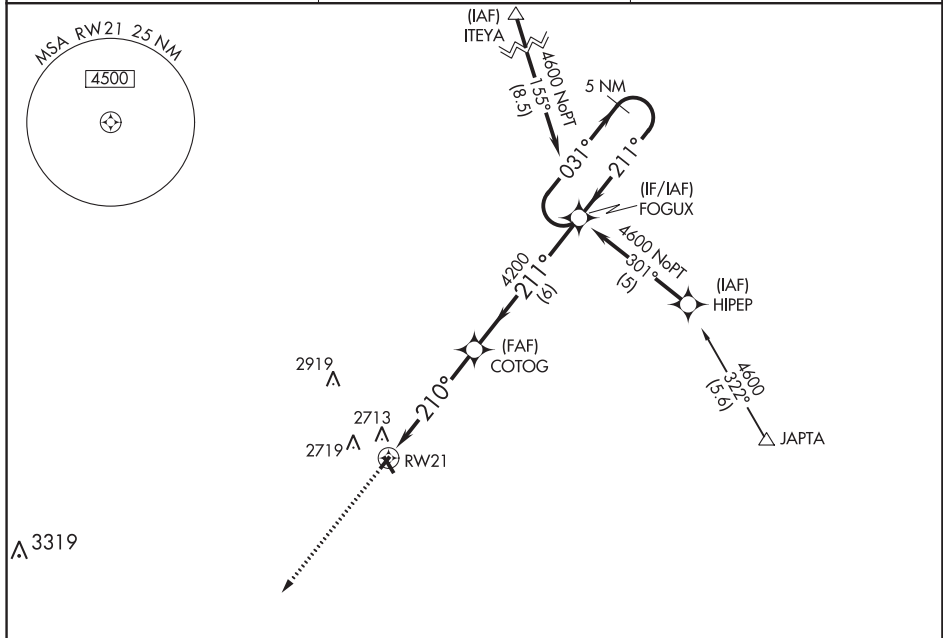 MSA RW21 25 NM
4500
(IAF)
ITEYA
4600 NoPT
155°
(8.5)
5 NM
031°
211°
(IF/IAF)
FOGUX
4600 NoPT
301°
(5)
(IAF)
HIPEP
4200
211°
(6)
(FAF)
COTOG
4600
322°
(5.6)
JAPTA
2919
210°
2713
2719
RW21
3319